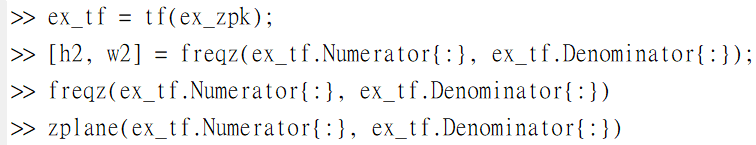 >> ex_tf = tf(ex_zpk);
>> [h2, w2] = freqz(ex_tf.Numerator{:}, ex_tf.Denominator{:});
>> freqz(ex_tf.Numerator{:}, ex_tf.Denominator{:})
>> zplane(ex_tf.Numerator{:}, ex_tf.Denominator{:})